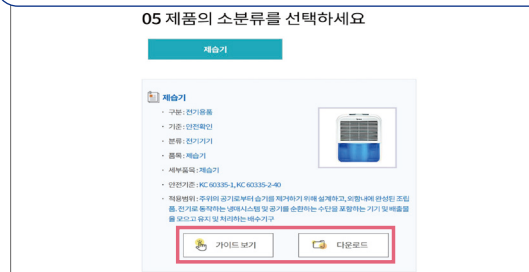 05 제품의 소분류를 선택하세요
제습기
제습기
· 구분 : 전기용품
· 기준 : 안전확인
· 분류 : 전기기기
· 품목 : 제습기
· 세부품목 : 제습기
· 안전기준 : KC 60335-1, KC 60335-2-40
· 적용범위 : 주위의 공기로부터 습기를 제거하기 위해 설계하고, 외함내에 완성된 조립
품. 전기로 동작하는 냉매시스템 및 공기를 순환하는 수단을 포함하는 기기 및 배출물
을 모으고 유지 및 처리하는 배수기구
가이드 보기
다운로드